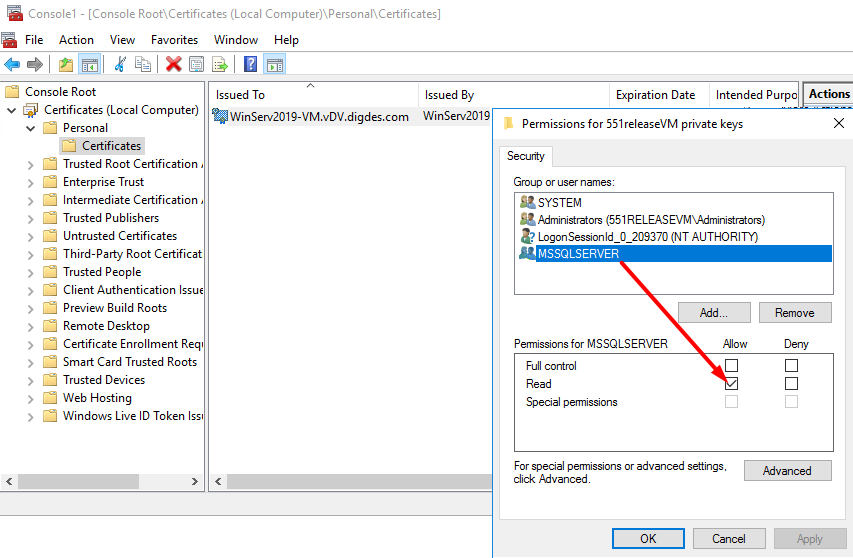 Console1 - [Console Root\Certificates (Local Computer)\Personal\Certificates]
File Action View Favorites Window Help
Console Root
Certificates (Local Computer)
Personal
Certificates
Trusted Root Certification
Enterprise Trust
Intermediate Certification
Trusted Publishers
Untrusted Certificates
Third-Party Root Certificat
Trusted People
Client Authentication Issue
Preview Build Roots
Remote Desktop
Certificate Enrollment Requ
Smart Card Trusted Roots
Trusted Devices
Web Hosting
Windows Live ID Token Issu
Issued To Issued By Expiration Date Intended Purpo
WinServ2019-VM.vDV.digdes.com WinServ2019
Actions
Permissions for 551releaseVM private keys
Security
Group or user names:
SYSTEM
Administrators (551RELEASEVM\Administrators)
LogonSessionId_0_209370 (NT AUTHORITY)
MSSQLSERVER
Add... Remove
Permissions for MSSQLSERVER Allow Deny
Full control
Read
Special permissions
For special permissions or advanced settings,
click Advanced.
Advanced
OK Cancel Apply